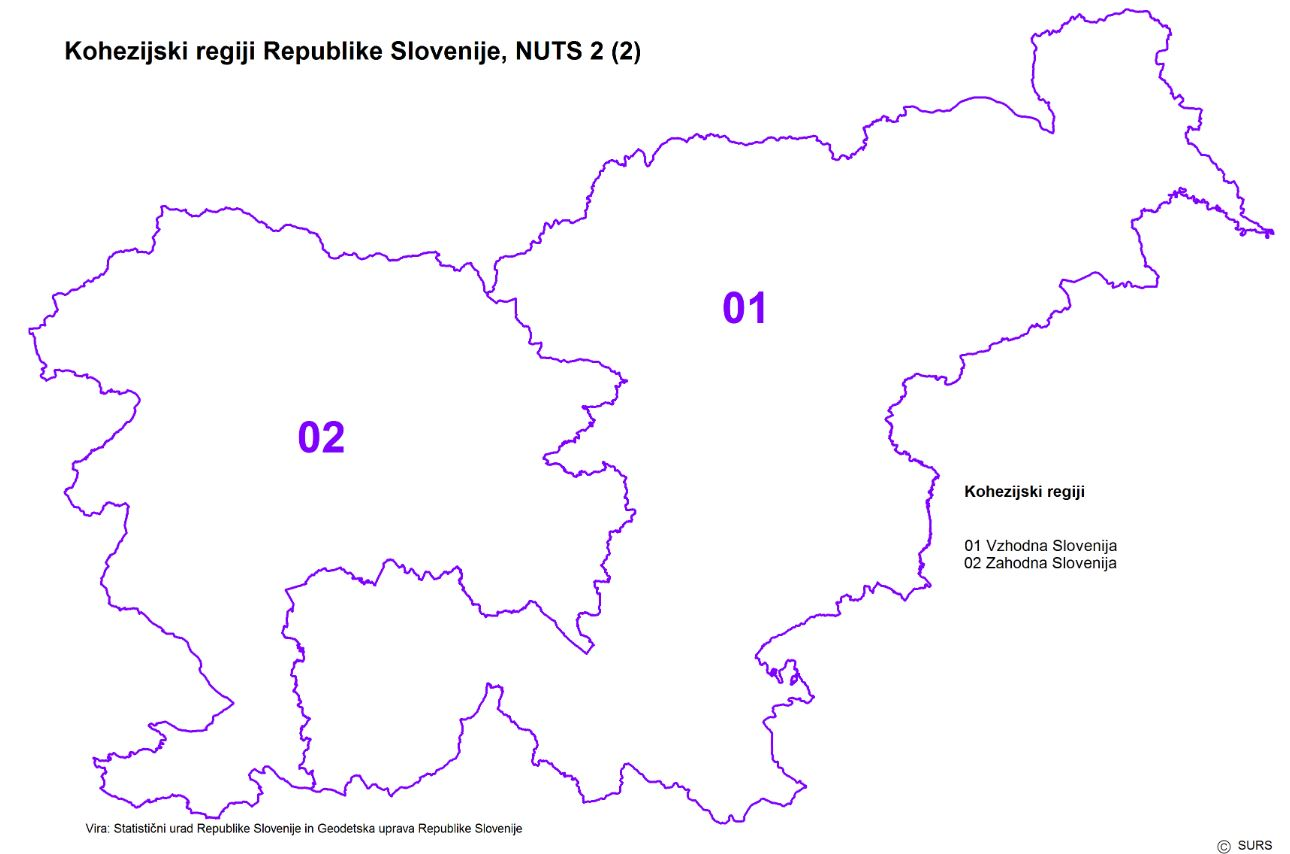 Kohezijski regiji Republike Slovenije, NUTS 2 (2)
01
02
Kohezijski regiji
01 Vzhodna Slovenija
02 Zahodna Slovenija
Vira: Statistični urad Republike Slovenije in Geodetska uprava Republike Slovenije
© SURS